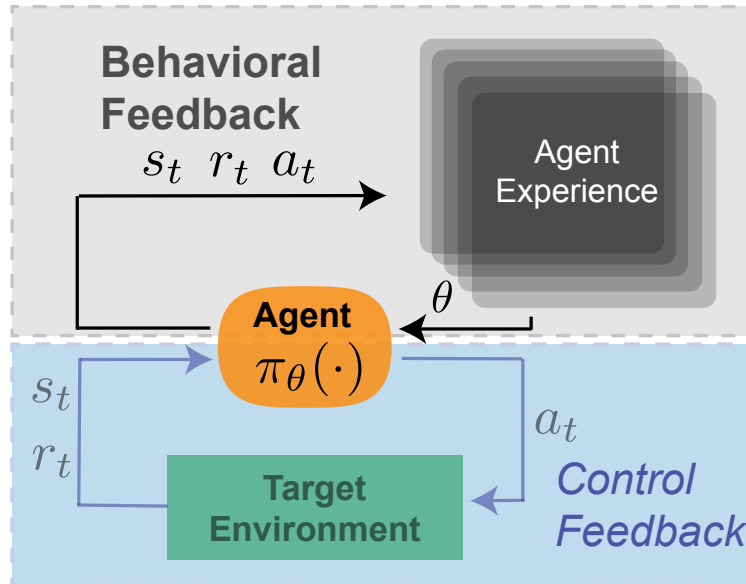 Behavioral
Feedback
s_t r_t a_t
Agent
Experience
θ
Agent
π_θ(·)
s_t
r_t
a_t
Target
Environment
Control
Feedback